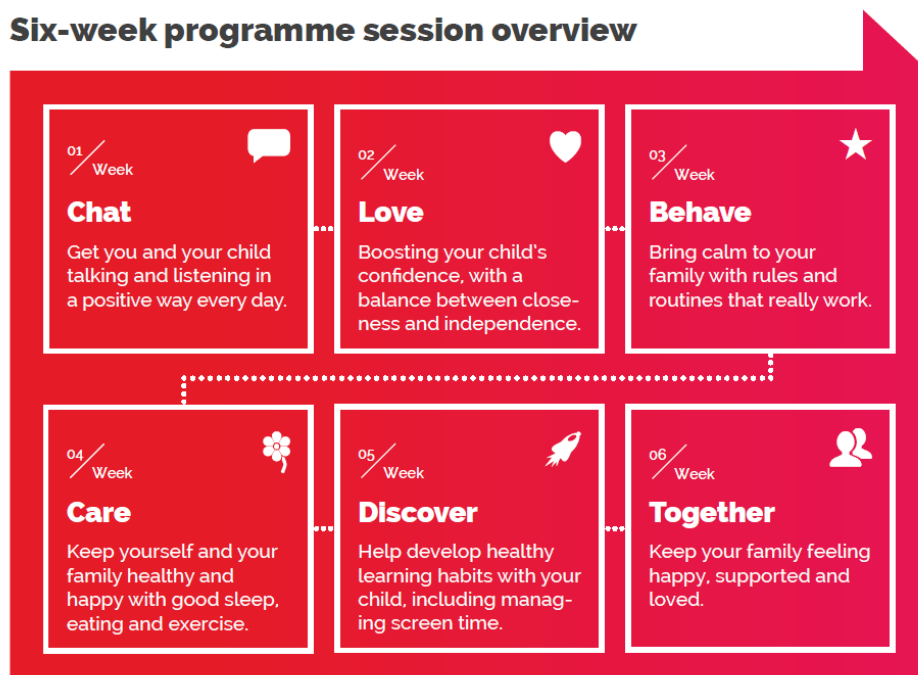 Six-week programme session overview
01
Week
Chat
Get you and your child
talking and listening in
a positive way every day.
02
Week
Love
Boosting your child's
confidence, with a
balance between close-
ness and independence.
03
Week
Behave
Bring calm to your
family with rules and
routines that really work.
04
Week
Care
Keep yourself and your
family healthy and
happy with good sleep,
eating and exercise.
05
Week
Discover
Help develop healthy
learning habits with your
child, including manag-
ing screen time.
06
Week
Together
Keep your family feeling
happy, supported and
loved.